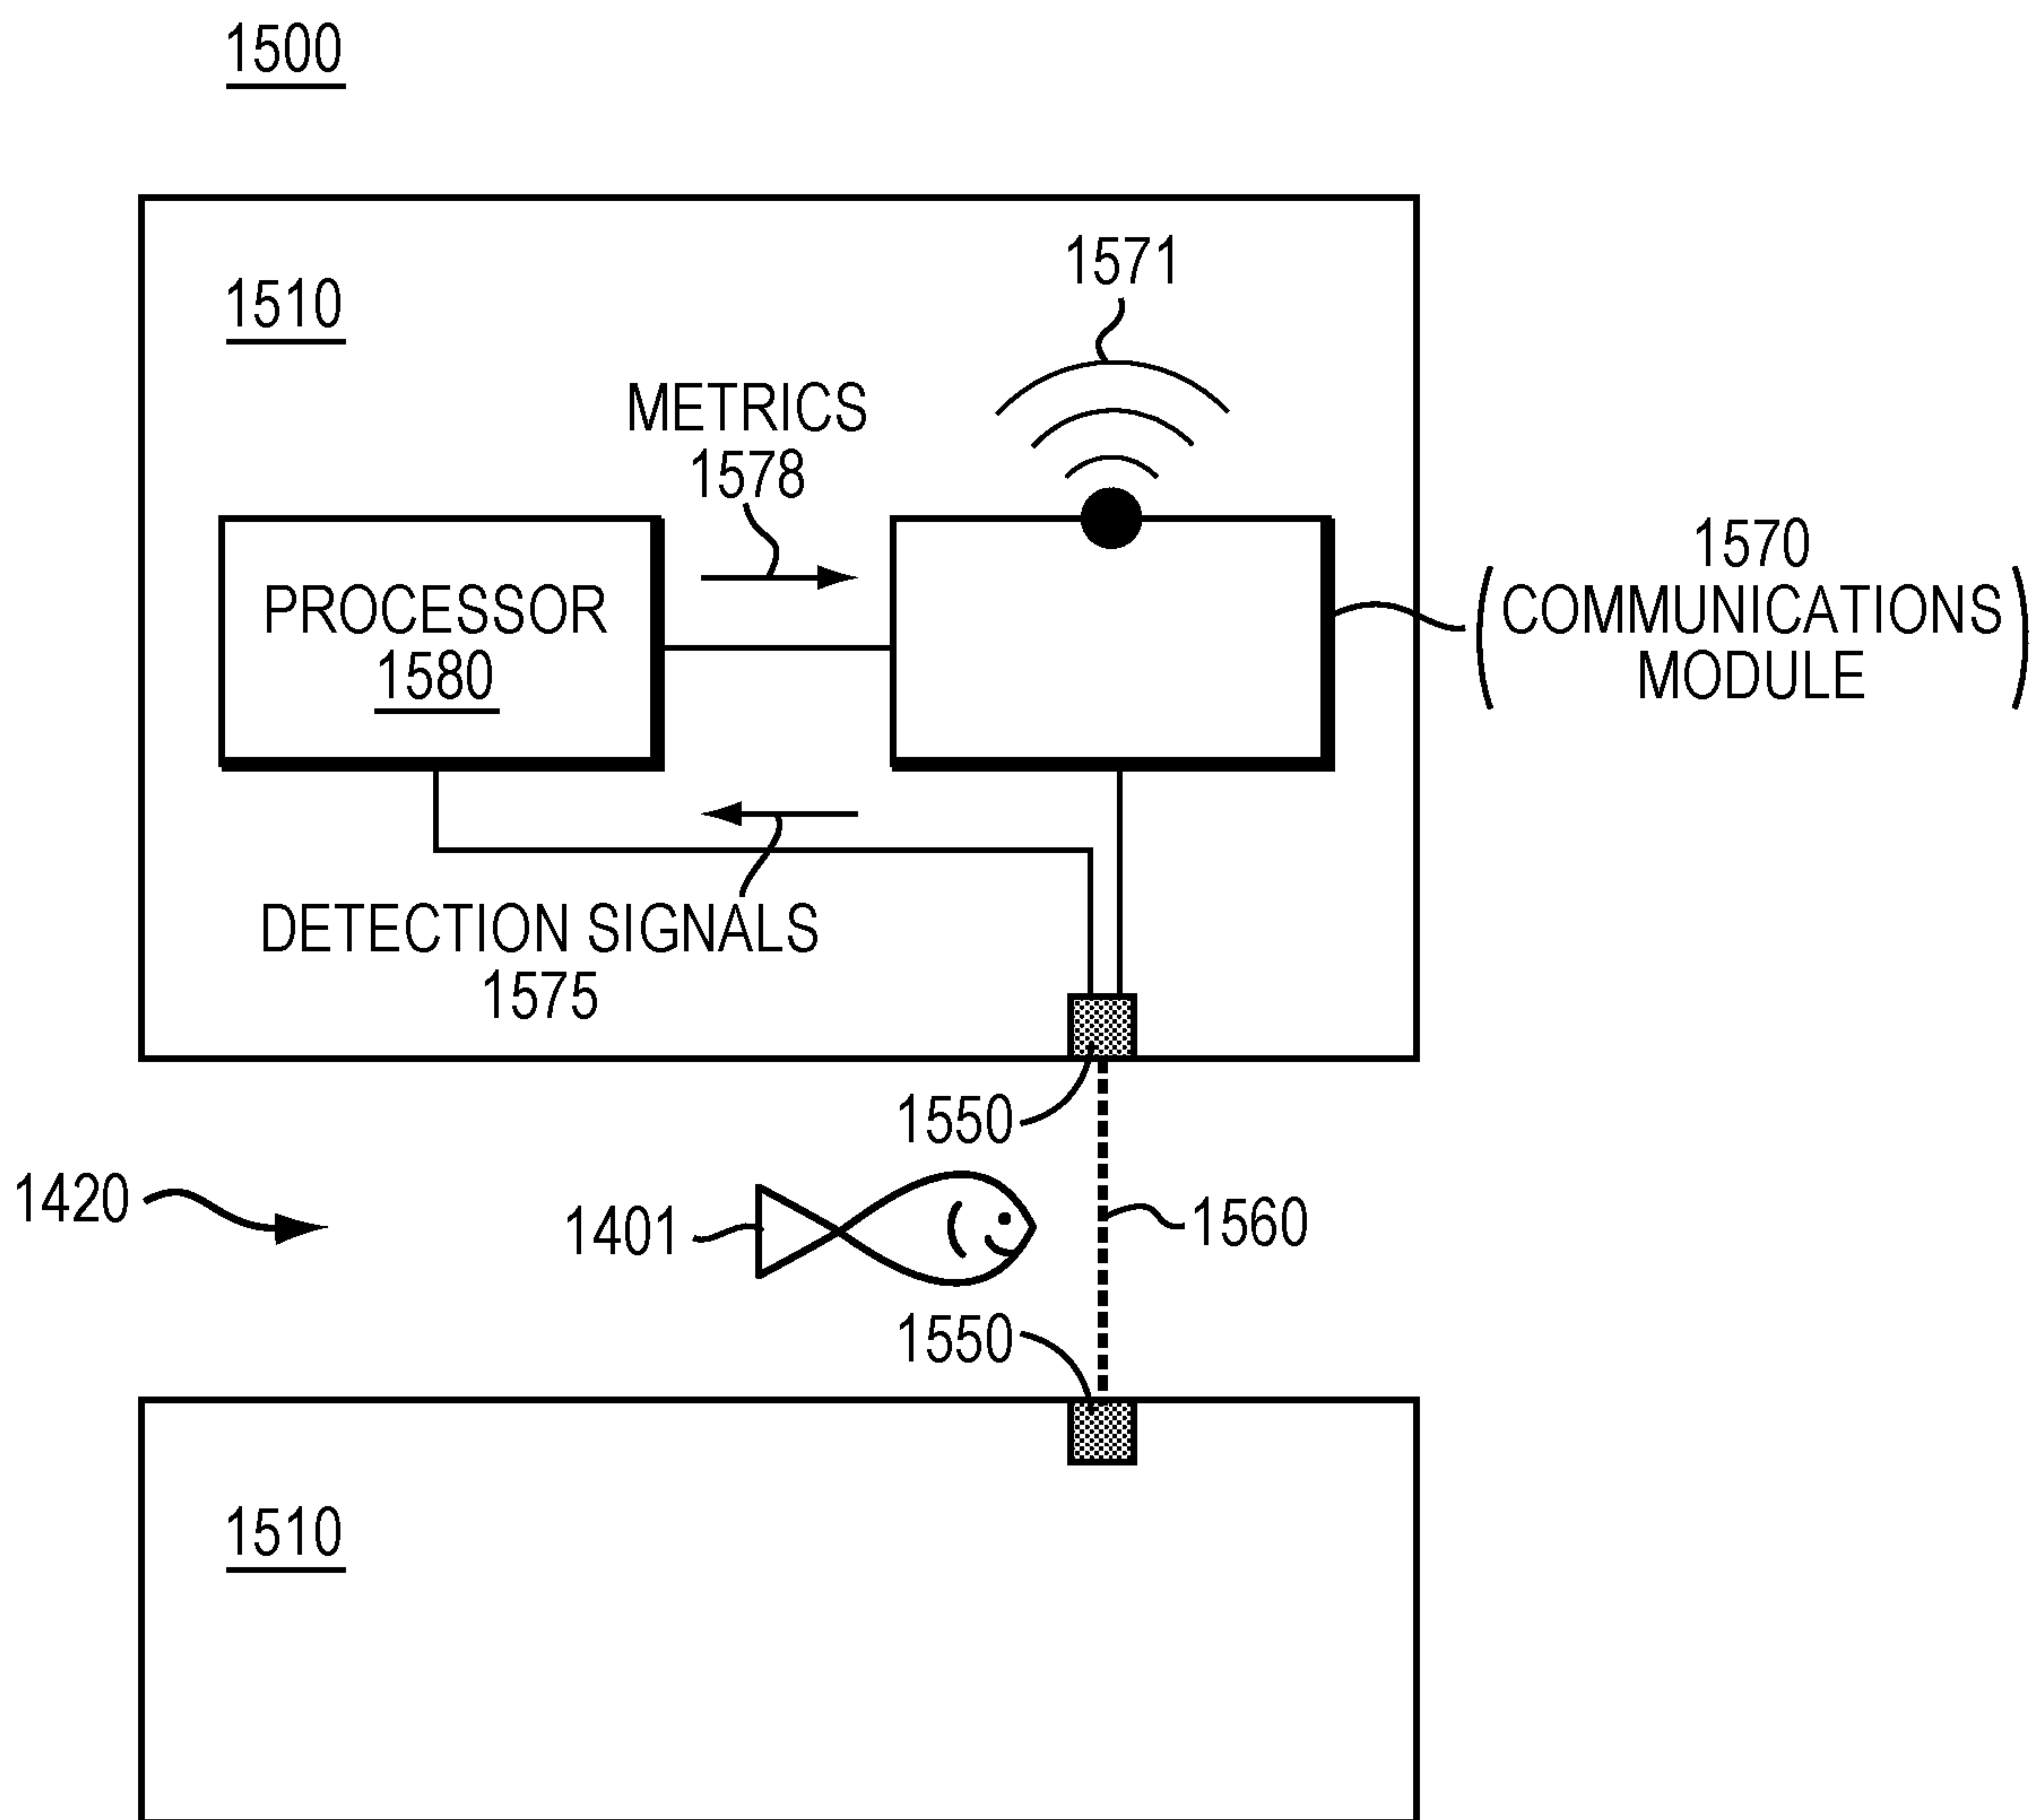 1500
1510
1571
METRICS
1578
PROCESSOR
1580
1570
(COMMUNICATIONS
MODULE)
DETECTION SIGNALS
1575
1550
1420
1401
1560
1550
1510